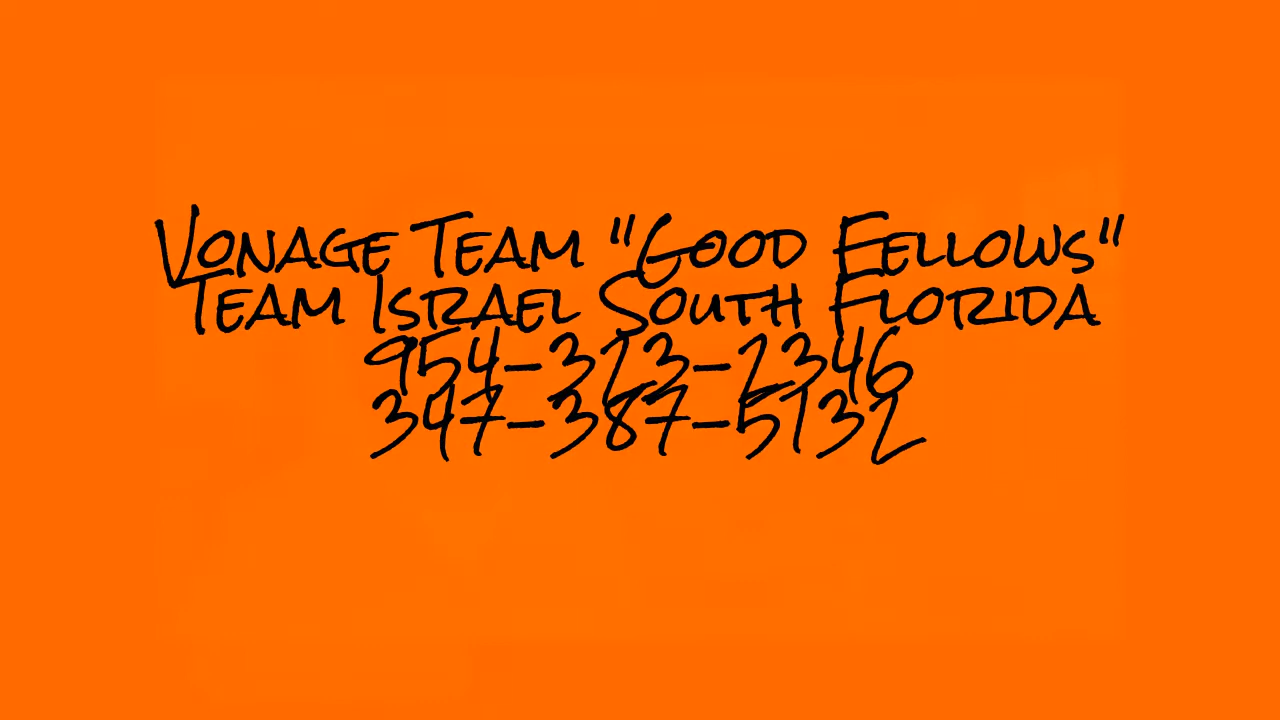 Vonage Team "Good Fellows"
Team Israel South Florida
954-323-2346
347-387-5132